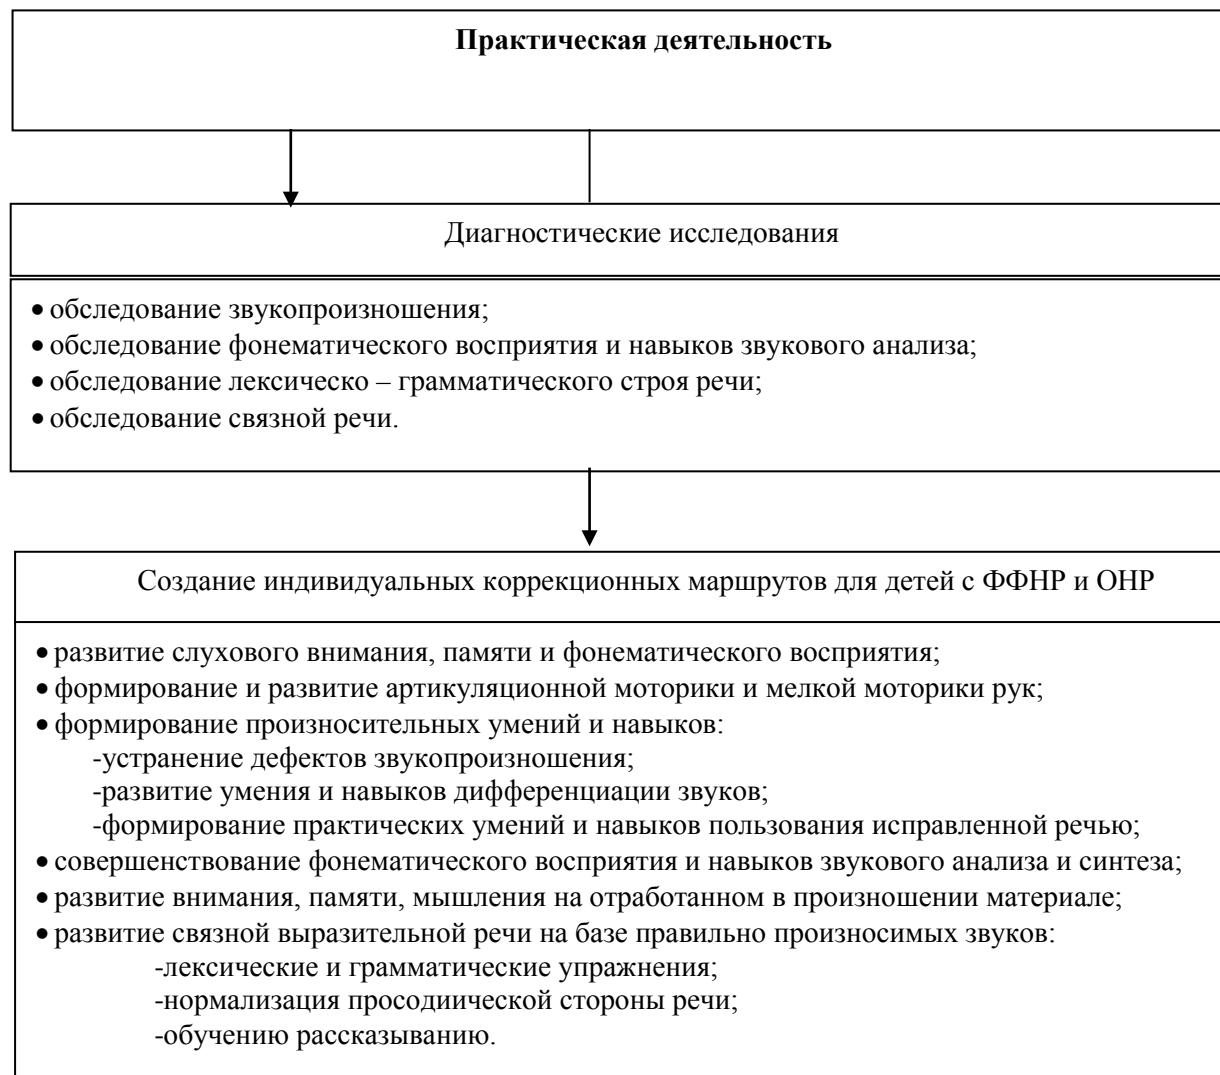 Практическая деятельность
Диагностические исследования
• обследование звукопроизношения;
• обследование фонематического восприятия и навыков звукового анализа;
• обследование лексическо – грамматического строя речи;
• обследование связной речи.
Создание индивидуальных коррекционных маршрутов для детей с ФФНР и ОНР
• развитие слухового внимания, памяти и фонематического восприятия;
• формирование и развитие артикуляционной моторики и мелкой моторики рук;
• формирование произносительных умений и навыков:
-устранение дефектов звукопроизношения;
-развитие умения и навыков дифференциации звуков;
-формирование практических умений и навыков пользования исправленной речью;
• совершенствование фонематического восприятия и навыков звукового анализа и синтеза;
• развитие внимания, памяти, мышления на отработанном в произношении материале;
• развитие связной выразительной речи на базе правильно произносимых звуков:
-лексические и грамматические упражнения;
-нормализация просодиической стороны речи;
-обучению рассказыванию.